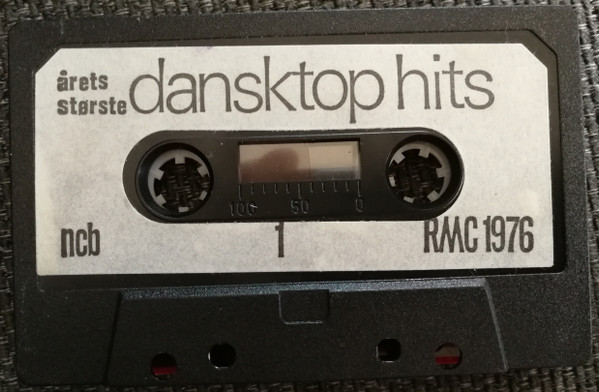 årets
største
dansktop hits
100 50 0
ncb 1 RMC 1976